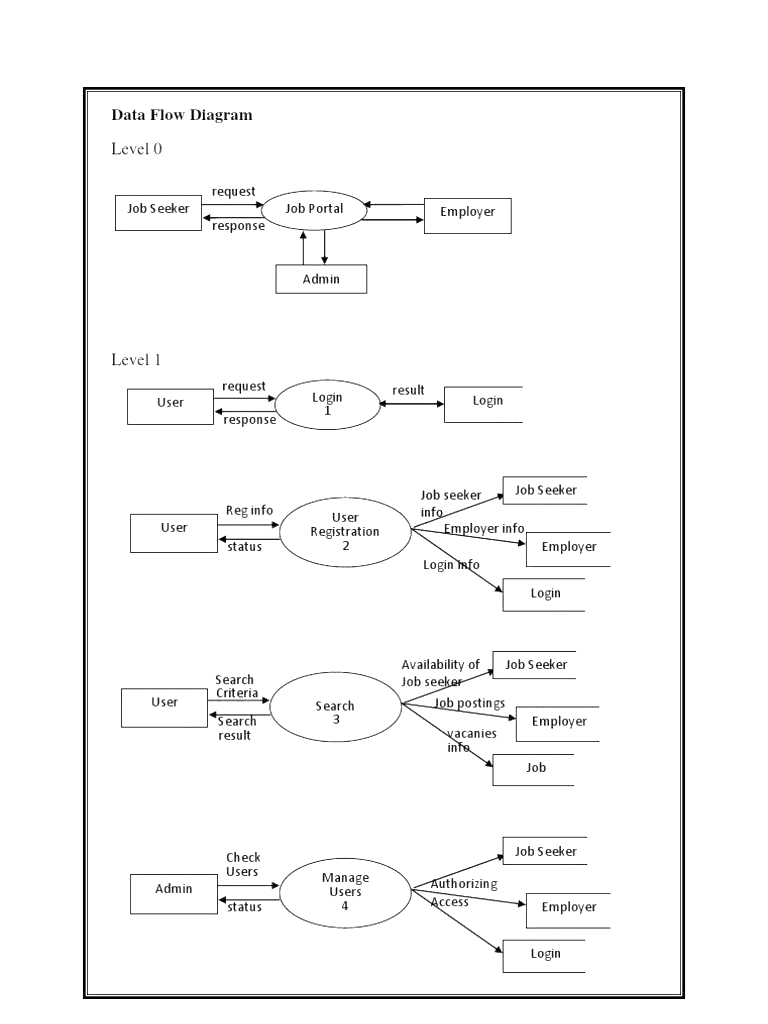 Data Flow Diagram
Level 0
request
Job Seeker
Job Portal
Employer
response
Admin
Level 1
request
result
User
Login
1
Login
response
Job seeker
info
Job Seeker
Reg info
User
User
Registration
2
Employer info
Employer
status
Login info
Login
Availability of
Job seeker
Job Seeker
Search
Criteria
User
Search
3
Job postings
Employer
Search
result
vacanies
info
Job
Check
Users
Job Seeker
Admin
Manage
Users
4
Authorizing
Access
Employer
status
Login